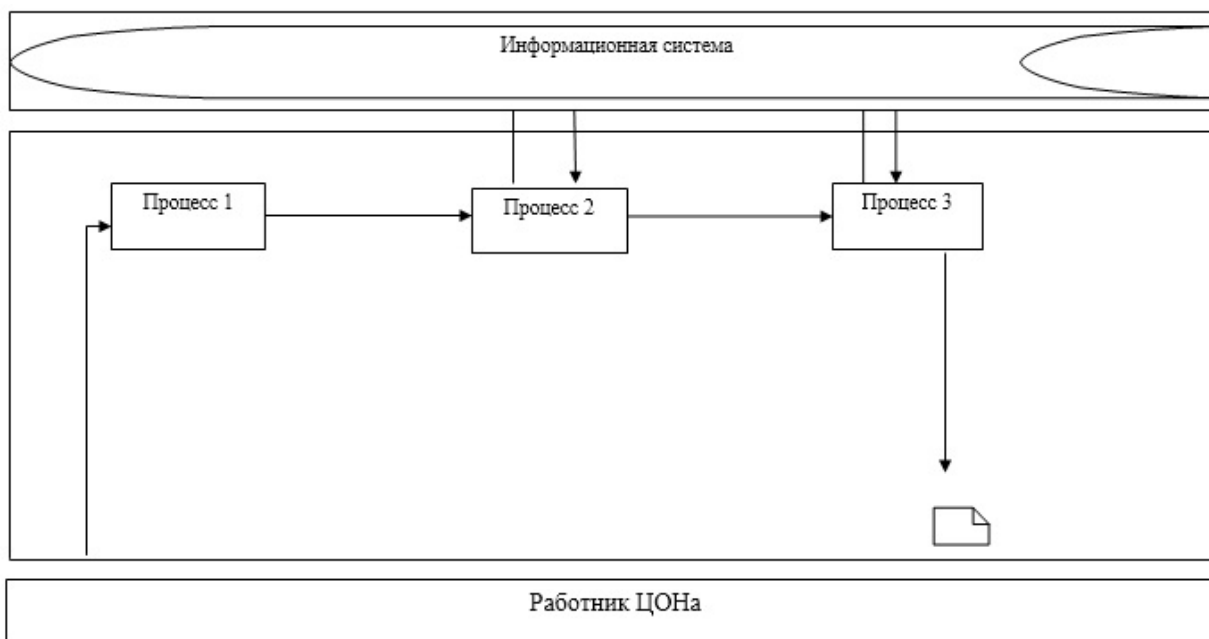 Информационная система
Процесс 1
Процесс 2
Процесс 3
Работник ЦОНа